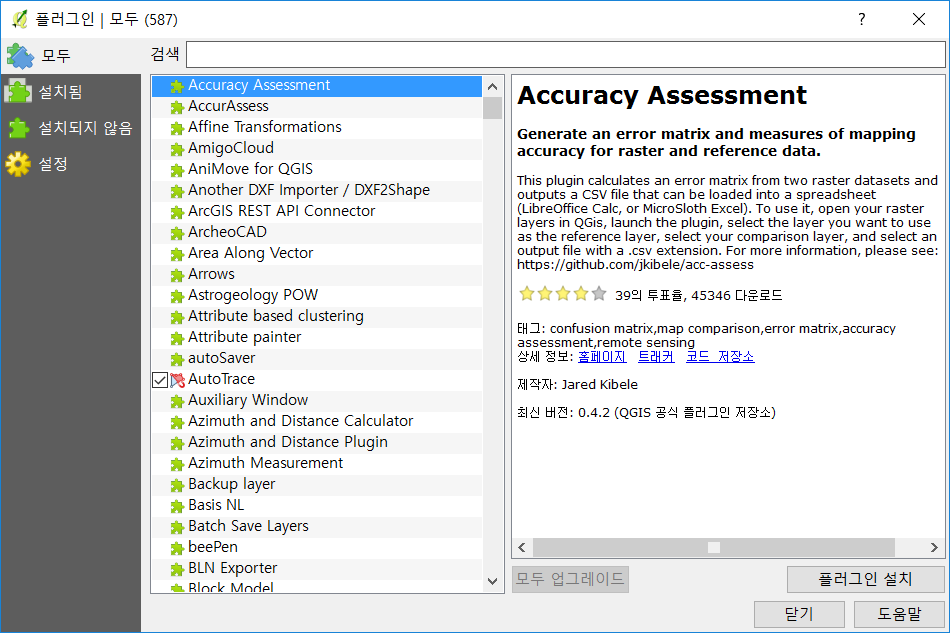 플러그인 | 모두 (587)
?
모두
설치됨
설치되지 않음
설정
검색
Accuracy Assessment
AccurAssess
Affine Transformations
AmigoCloud
AniMove for QGIS
Another DXF Importer / DXF2Shape
ArcGIS REST API Connector
ArcheoCAD
Area Along Vector
Arrows
Astrogeology POW
Attribute based clustering
Attribute painter
autoSaver
AutoTrace
Auxiliary Window
Azimuth and Distance Calculator
Azimuth and Distance Plugin
Azimuth Measurement
Backup layer
Basis NL
Batch Save Layers
beePen
BLN Exporter
Block Model
Accuracy Assessment
Generate an error matrix and measures of mapping
accuracy for raster and reference data.
This plugin calculates an error matrix from two raster datasets and
outputs a CSV file that can be loaded into a spreadsheet
(LibreOffice Calc, or MicroSloth Excel). To use it, open your raster
layers in QGis, launch the plugin, select the layer you want to use
as the reference layer, select your comparison layer, and select an
output file with a .csv extension. For more information, please see:
https://github.com/jkibele/acc-assess
39의 투표율, 45346 다운로드
태그: confusion matrix,map comparison,error matrix,accuracy
assessment,remote sensing
상세 정보: 홈페이지 트래커 코드 저장소
제작자: Jared Kibele
최신 버전: 0.4.2 (QGIS 공식 플러그인 저장소)
모두 업그레이드
플러그인 설치
닫기
도움말